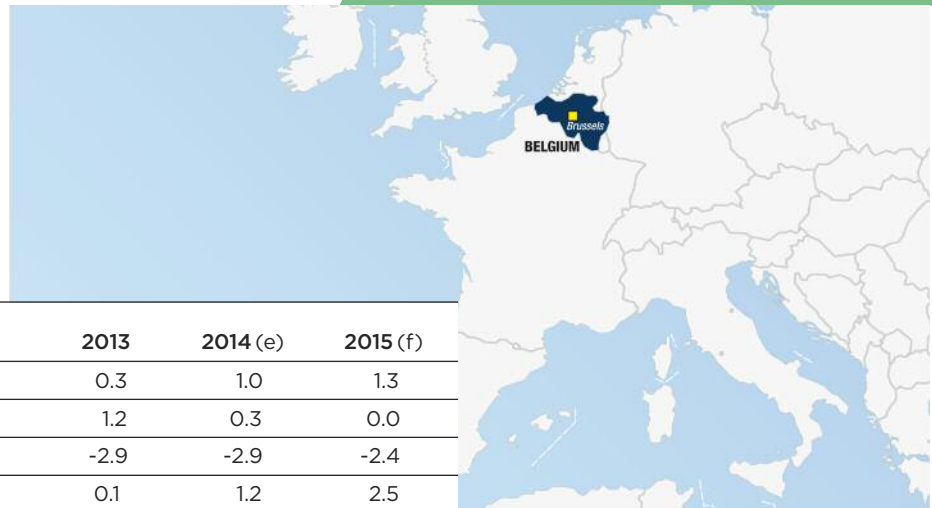 Brussels
BELGIUM
2013 2014 (e) 2015 (f)
0.3 1.0 1.3
1.2 0.3 0.0
-2.9 -2.9 -2.4
0.1 1.2 2.5